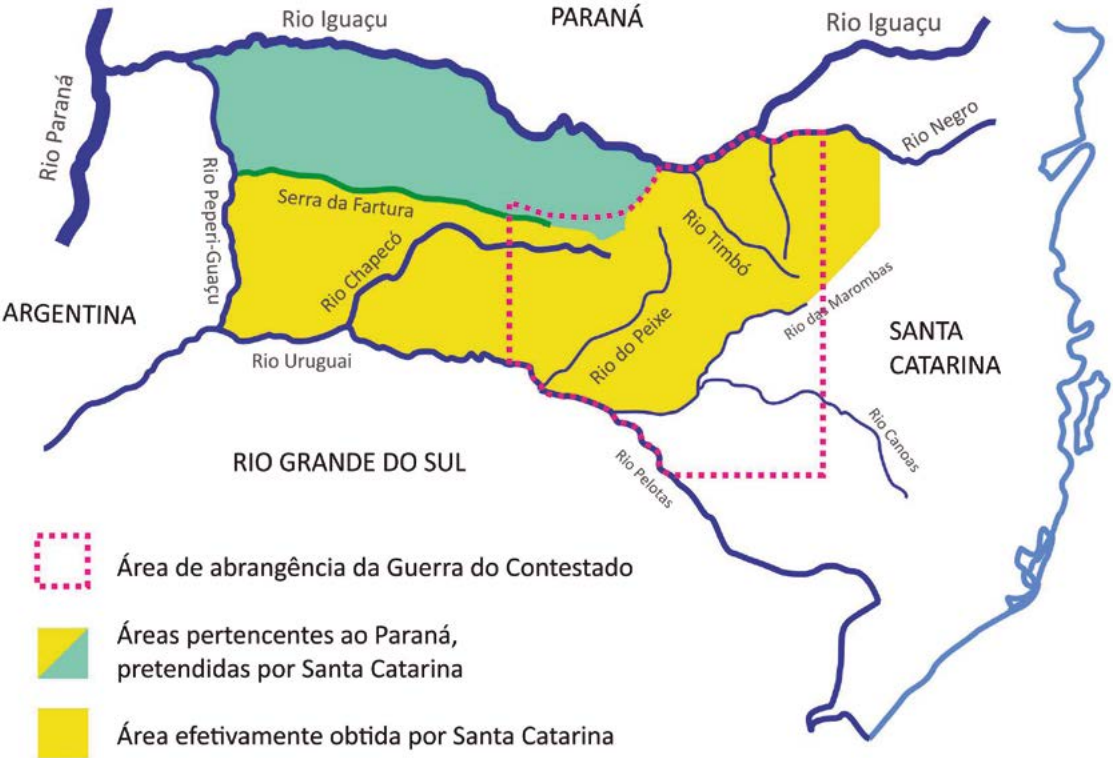 Rio Iguaçu
PARANÁ
Rio Iguaçu
Rio Paraná
Rio Negro
Rio Peperi-Guaçu
Serra da Fartura
Rio Chapecó
Rio Timbó
Rio das Marombas
ARGENTINA
Rio do Peixe
SANTA
CATARINA
Rio Uruguai
Rio Canoas
RIO GRANDE DO SUL
Rio Pelotas
Área de abrangência da Guerra do Contestado
Áreas pertencentes ao Paraná,
pretendidas por Santa Catarina
Área efetivamente obtida por Santa Catarina